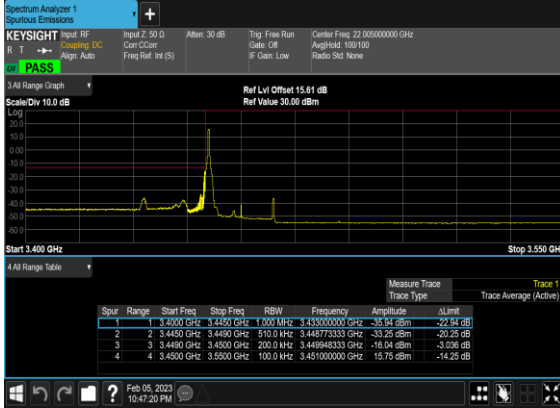 Spectrum Analyzer 1
Spurious Emissions
+
KEYSIGHT Input: RF Input Z: 50 Ω Atten: 30 dB Trig: Free Run Center Freq: 22.005000000 GHz
R T Coupling: DC Corr CCorr Gate: Off Avg|Hold: 100/100
Align: Auto Freq Ref: Int (S) IF Gain: Low Radio Std: None
LXI PASS
3 All Range Graph
Ref Lvl Offset 15.61 dB
Scale/Div 10.0 dB Ref Value 30.00 dBm
Log
20.0
10.0
0.00
-10.0
-20.0
-30.0
-40.0
-50.0
-60.0
Start 3.400 GHz Stop 3.550 GH
4 All Range Table
Measure Trace Trace 1
Trace Type Trace Average (Active)
Spur Range Start Freq Stop Freq RBW Frequency Amplitude ΔLimit
1 1 3.4000 GHz 3.4450 GHz 1.000 MHz 3.433000000 GHz -35.94 dBm -22.94 dB
2 2 3.4450 GHz 3.4490 GHz 510.0 kHz 3.448773333 GHz -33.25 dBm -20.25 dB
3 3 3.4490 GHz 3.4500 GHz 200.0 kHz 3.449948333 GHz -16.04 dBm -3.036 dB
4 4 3.4500 GHz 3.5500 GHz 100.0 kHz 3.451000000 GHz 15.75 dBm -14.25 dB
? Feb 05, 2023
10:47:20 PM